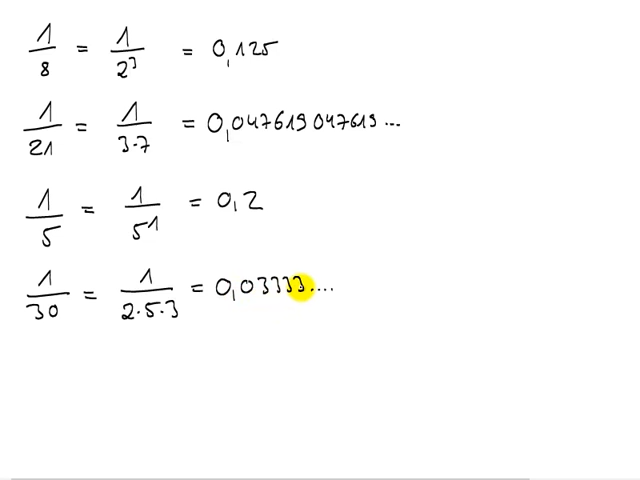 1/8 = 1/2³ = 0,125
1/21 = 1/3·7 = 0,047619047619...
1/5 = 1/5¹ = 0,2
1/30 = 1/2·5·3 = 0,03333....